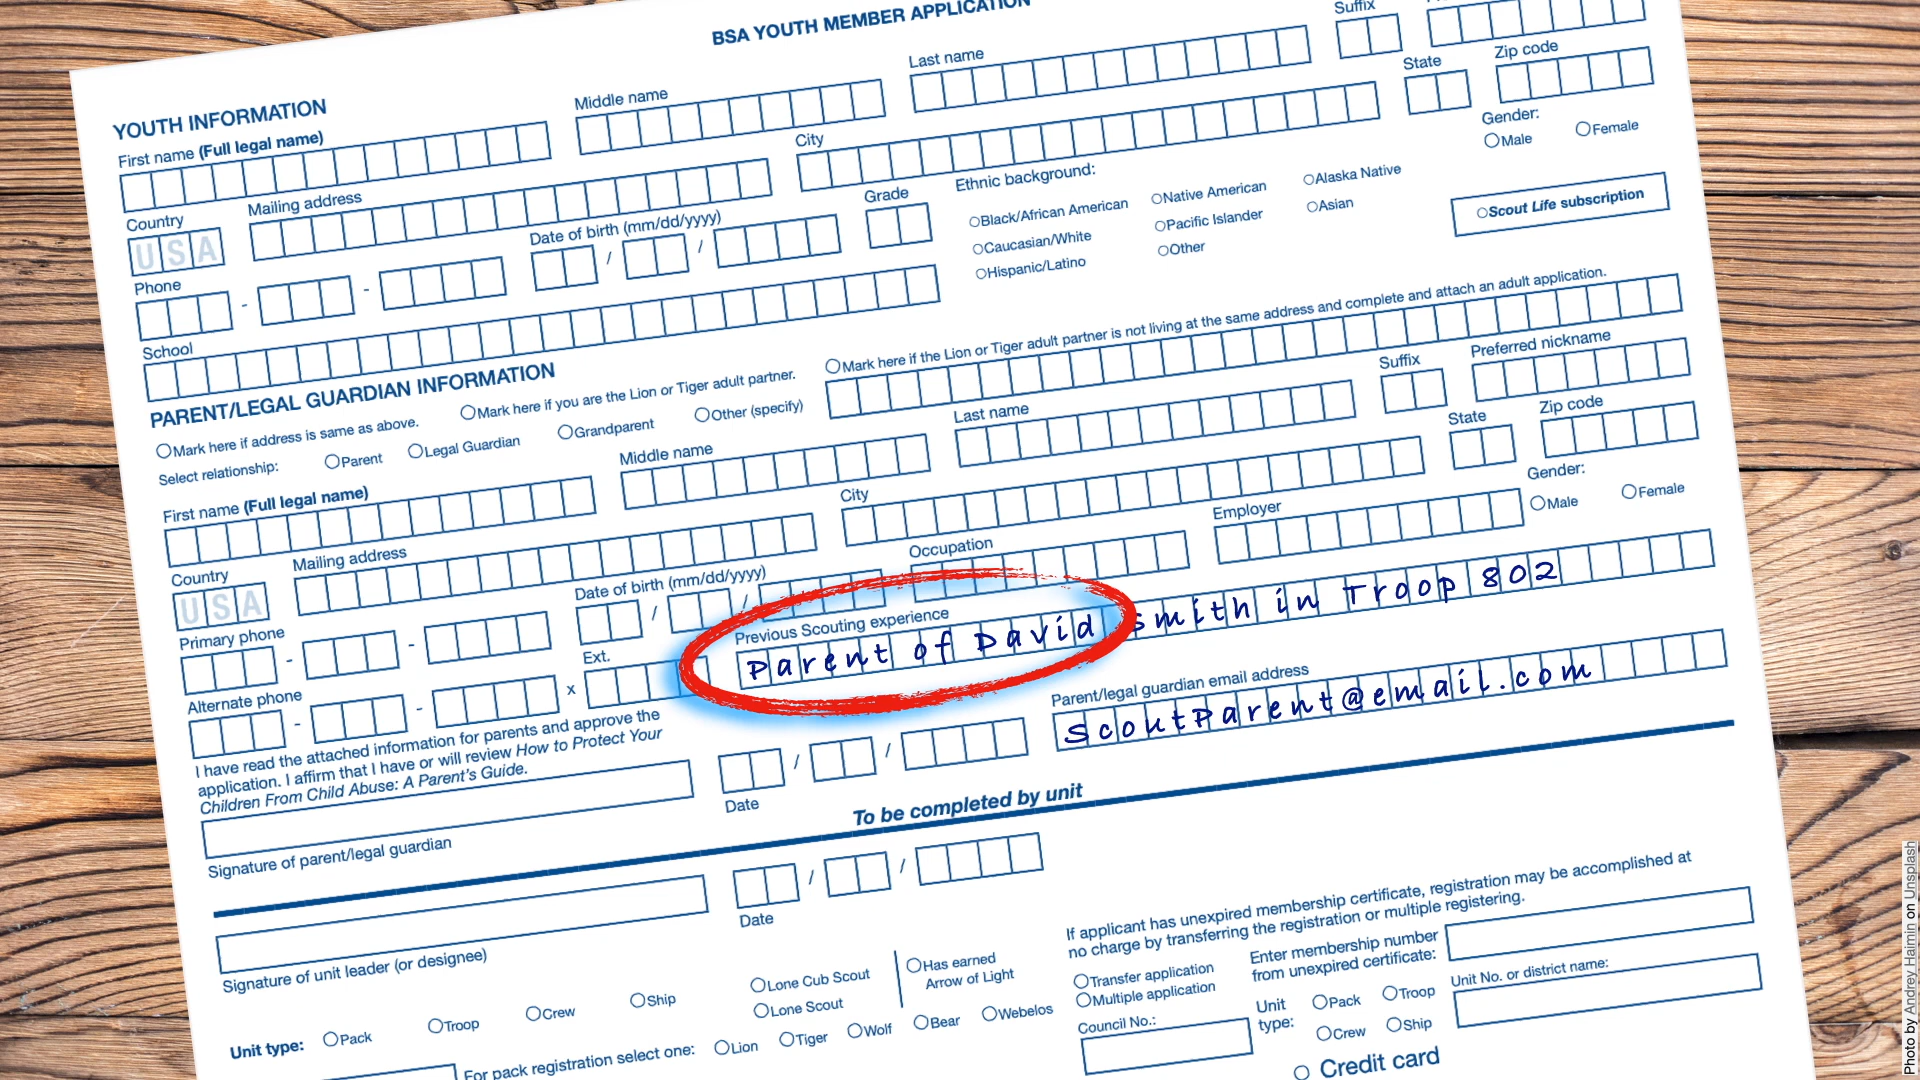 BSA YOUTH MEMBER APPLICATION
YOUTH INFORMATION
First name (Full legal name)
Middle name
Last name
Suffix
Country
USA
Mailing address
City
State
Zip code
Phone
- -
Date of birth (mm/dd/yyyy)
/ /
Grade
Ethnic background:
Black/African American
Native American
Alaska Native
Caucasian/White
Pacific Islander
Asian
Hispanic/Latino
Other
Gender:
Male Female
Scout Life subscription
School
PARENT/LEGAL GUARDIAN INFORMATION
Mark here if address is same as above.
Mark here if you are the Lion or Tiger adult partner.
Mark here if the Lion or Tiger adult partner is not living at the same address and complete and attach an adult application.
Select relationship: Parent Legal Guardian Grandparent Other (specify)
First name (Full legal name)
Middle name
Last name
Suffix
Preferred nickname
Country
USA
Mailing address
City
State
Zip code
Primary phone
- -
Date of birth (mm/dd/yyyy)
/ /
Occupation
Employer
Gender:
Male Female
Alternate phone
- -
Ext.
x
Previous Scouting experience
Parent of David Smith in Troop 802
Parent/legal guardian email address
ScoutParent@email.com
I have read the attached information for parents and approve the
application. I affirm that I have or will review How to Protect Your
Children From Child Abuse: A Parent's Guide.
/ /
Date
Signature of parent/legal guardian
To be completed by unit
/ /
Date
Signature of unit leader (or designee)
Unit type: Pack Troop Crew Ship
Lone Cub Scout
Lone Scout
Has earned
Arrow of Light
For pack registration select one: Lion Tiger Wolf Bear Webelos
If applicant has unexpired membership certificate, registration may be accomplished at
no charge by transferring the registration or multiple registering.
Transfer application
Multiple application
Enter membership number
from unexpired certificate:
Council No.:
Unit
type:
Pack Troop
Crew Ship
Unit No. or district name:
Credit card
Photo by Andrey Haimin on Unsplash